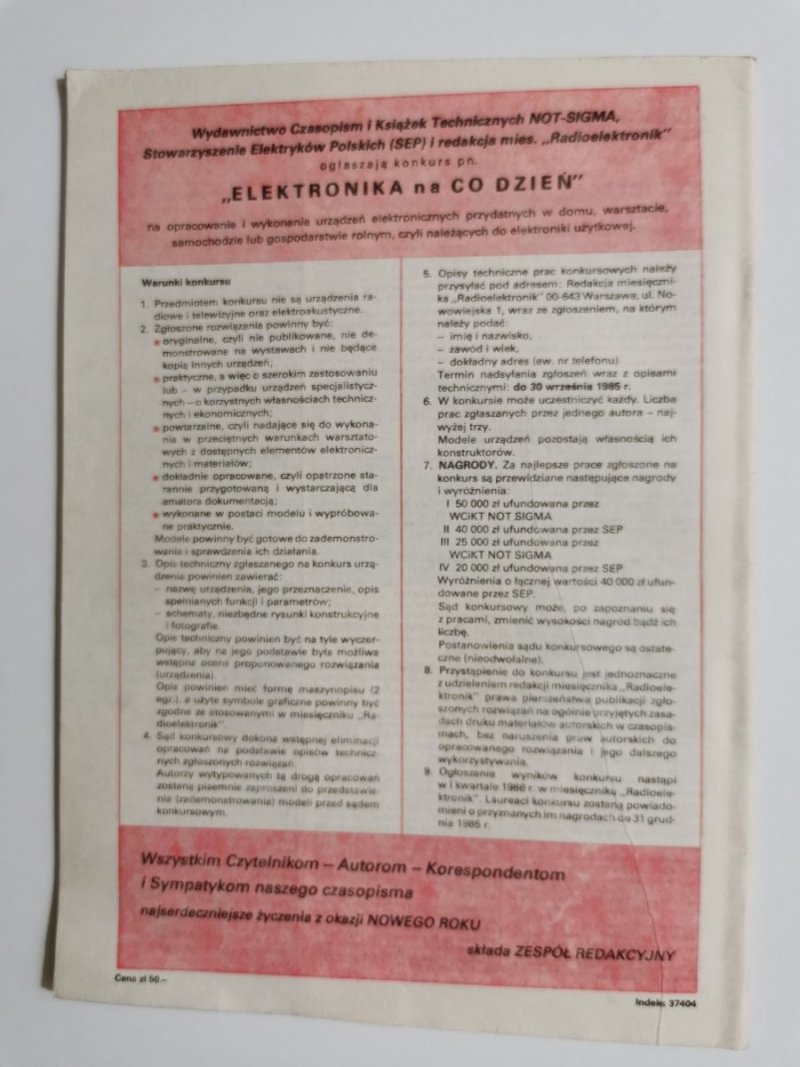 Wydawnictwo Czasopism i Książek Technicznych NOT-SIGMA,
Stowarzyszenie Elektryków Polskich (SEP) i redakcja mies. „Radioelektronik"
ogłaszają konkurs pn.
„ELEKTRONIKA na CO DZIEŃ"
na opracowanie i wykonanie urządzeń elektronicznych przydatnych w domu, warsztacie,
samochodzie lub gospodarstwie rolnym, czyli należących do elektroniki użytkowej.
Warunki konkursu
1. Przedmiotem konkursu nie są urządzenia ra-
diowe i telewizyjne oraz elektroakustyczne.
2. Zgłoszone rozwiązania powinny być:
• oryginalne, czyli nie publikowane, nie de-
monstrowane na wystawach i nie będące
kopią innych urządzeń;
• praktyczne, a więc o szerokim zastosowaniu
lub – w przypadku urządzeń specjalistycz-
nych – o korzystnych własnościach technicz-
nych i ekonomicznych;
• powtarzalne, czyli nadające się do wykona-
nia w przeciętnych warunkach warsztato-
wych z dostępnych elementów elektronicz-
nych i materiałów;
• dokładnie opracowane, czyli opatrzone sta-
rannie przygotowaną i wystarczającą dla
amatora dokumentacją;
• wykonane w postaci modelu i wypróbowa-
ne praktycznie.
Modele powinny być gotowe do zademonstro-
wania i sprawdzenia ich działania.
3. Opis techniczny zgłaszanego na konkurs urzą-
dzenia powinien zawierać:
– nazwę urządzenia, jego przeznaczenie, opis
spełnianych funkcji i parametrów;
– schematy, niezbędne rysunki konstrukcyjne
i fotografie.
Opis techniczny powinien być na tyle wyczer-
pujący, aby na jego podstawie była możliwa
wstępna ocena proponowanego rozwiązania
(urządzenia).
Opis powinien mieć formę maszynopisu (2
egz.), a użyte symbole graficzne powinny być
zgodne ze stosowanymi w miesięczniku „Ra-
dioelektronik".
4. Sąd konkursowy dokona wstępnej eliminacji
opracowań na podstawie opisów technicz-
nych zgłoszonych rozwiązań.
Autorzy wytypowanych tą drogą opracowań
zostaną pisemnie zaproszeni do przedstawie-
nia (zademonstrowania) modeli przed sądem
konkursowym.
5. Opisy techniczne prac konkursowych należy
przysyłać pod adresem: Redakcja miesięczni-
ka „Radioelektronik" 00-643 Warszawa, ul. No-
wowiejska 1, wraz ze zgłoszeniem, na którym
należy podać:
– imię i nazwisko,
– zawód i wiek,
– dokładny adres (ew. nr telefonu)
Termin nadsyłania zgłoszeń wraz z opisami
technicznymi: do 30 września 1985 r.
6. W konkursie może uczestniczyć każdy. Liczba
prac zgłaszanych przez jednego autora – naj-
wyżej trzy.
Modele urządzeń pozostają własnością ich
konstruktorów.
7. NAGRODY. Za najlepsze prace zgłoszone na
konkurs są przewidziane następujące nagrody
i wyróżnienia:
I 50 000 zł ufundowana przez
WCiKT NOT SIGMA
II 40 000 zł ufundowana przez SEP
III 25 000 zł ufundowana przez
WCiKT NOT SIGMA
IV 20 000 zł ufundowana przez SEP
Wyróżnienia o łącznej wartości 40 000 zł ufun-
dowane przez SEP.
Sąd konkursowy może, po zapoznaniu się
z pracami, zmienić wysokości nagród bądź ich
liczbę.
Postanowienia sądu konkursowego są ostate-
czne (nieodwołalne).
8. Przystąpienie do konkursu jest jednoznaczne
z udzieleniem redakcji miesięcznika „Radioele-
ktronik" prawa pierwszeństwa publikacji zgło-
szonych rozwiązań na ogólnie przyjętych zasa-
dach druku materiałów autorskich w czasopis-
mach, bez naruszenia praw autorskich do
opracowanego rozwiązania i jego dalszego
wykorzystywania.
9. Ogłoszenie wyników konkursu nastąpi
w I kwartale 1986 r. w miesięczniku „Radioele-
ktronik". Laureaci konkursu zostaną powiado-
mieni o przyznanych im nagrodach do 31 grud-
nia 1985 r.
Wszystkim Czytelnikom – Autorom – Korespondentom
i Sympatykom naszego czasopisma
najserdeczniejsze życzenia z okazji NOWEGO ROKU
składa ZESPÓŁ REDAKCYJNY
Cena zł 50.–
Indeks 37404